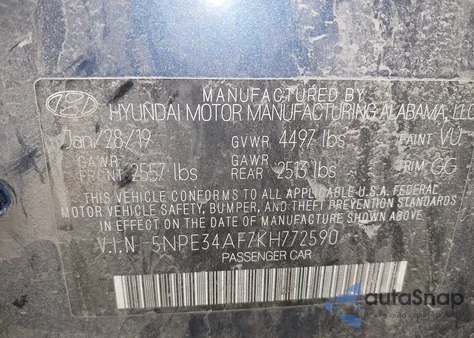 MANUFACTURED BY
HYUNDAI MOTOR MANUFACTURING ALABAMA, LLC
Jan/28/19 GVWR 4497 lbs PAINT VU
GAWR FRONT 2557 lbs GAWR REAR 2513 lbs TRIM GG
THIS VEHICLE CONFORMS TO ALL APPLICABLE U.S.A. FEDERAL
MOTOR VEHICLE SAFETY, BUMPER, AND THEFT PREVENTION STANDARDS
IN EFFECT ON THE DATE OF MANUFACTURE SHOWN ABOVE.
V.I.N 5NPE34AF7KH772590
PASSENGER CAR
autoSnap